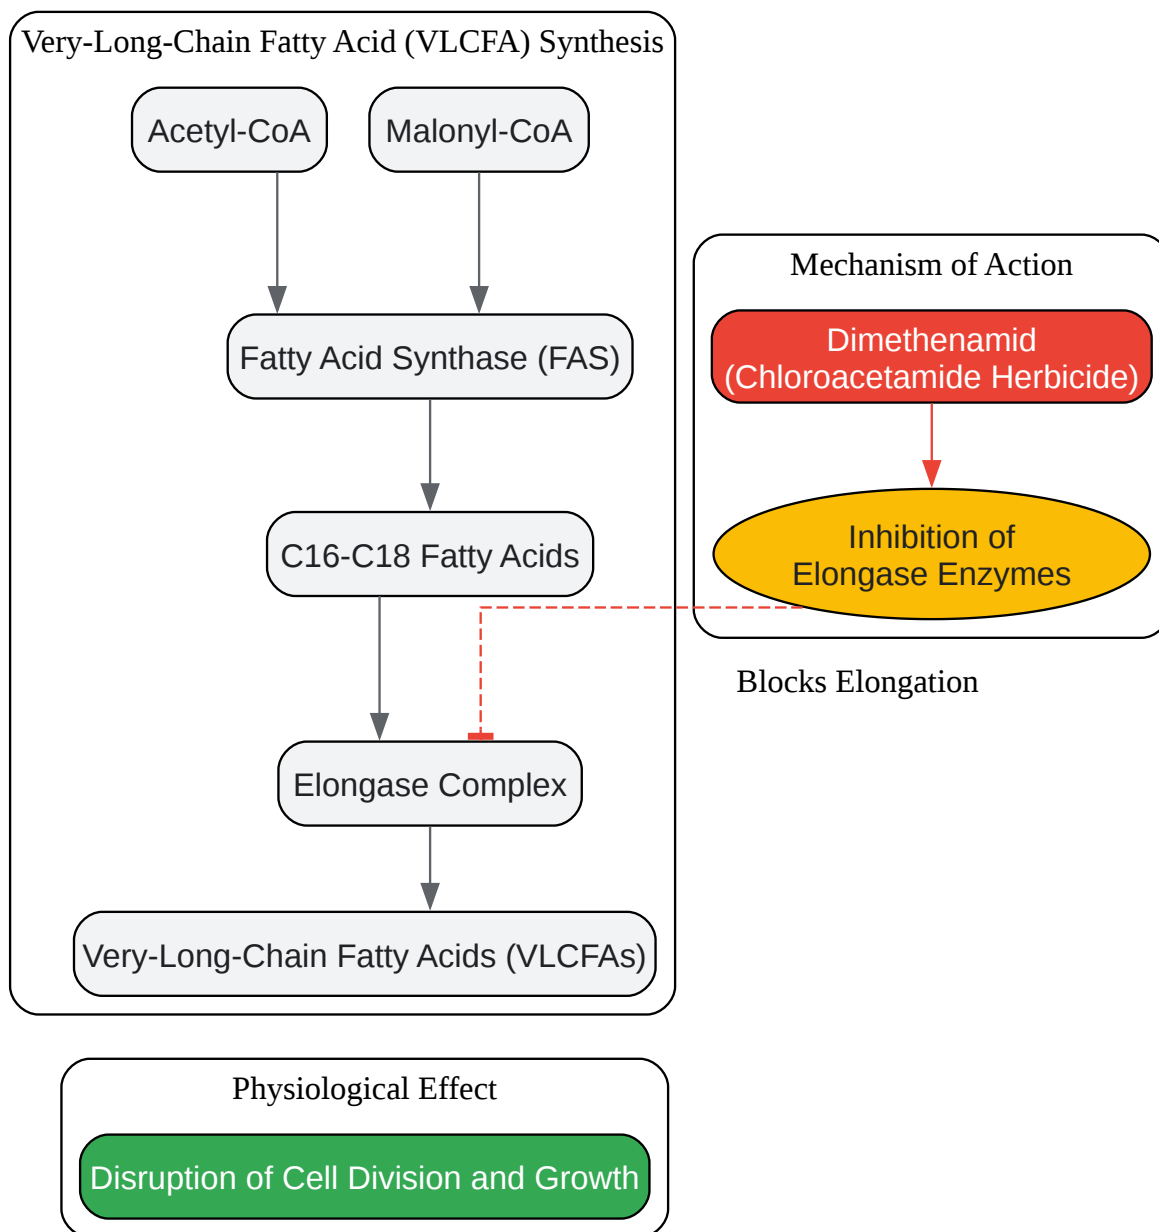 Very-Long-Chain Fatty Acid (VLCFA) Synthesis
Acetyl-CoA
Malonyl-CoA
Fatty Acid Synthase (FAS)
C16-C18 Fatty Acids
Elongase Complex
Very-Long-Chain Fatty Acids (VLCFAs)
Mechanism of Action
Dimethenamid
(Chloroacetamide Herbicide)
Inhibition of
Elongase Enzymes
Blocks Elongation
Physiological Effect
Disruption of Cell Division and Growth